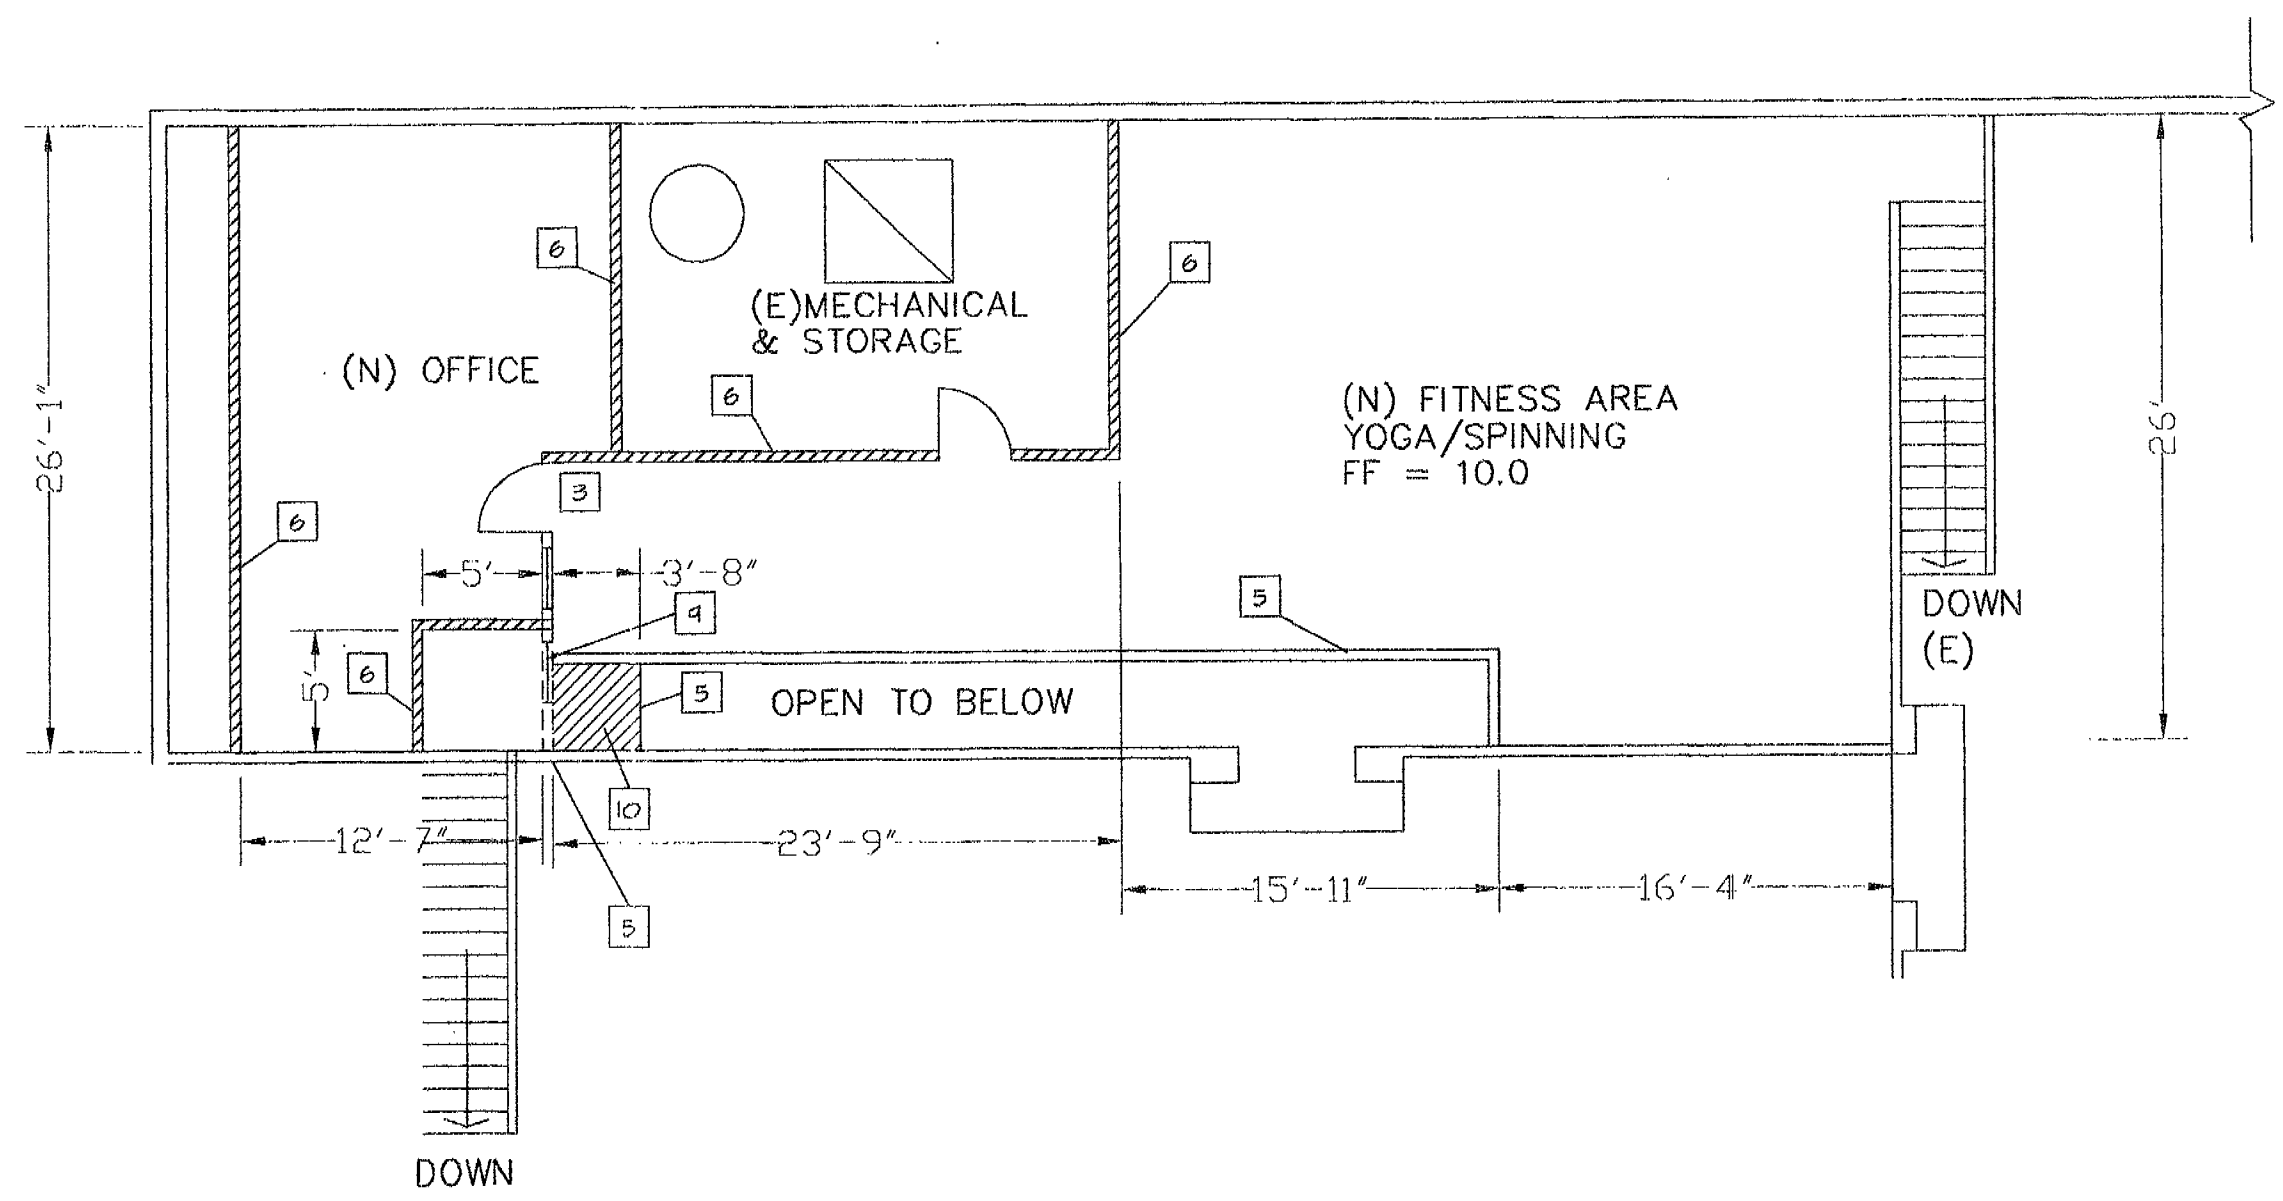 6
6
(E)MECHANICAL
& STORAGE
(N) OFFICE
6
(N) FITNESS AREA
YOGA/SPINNING
FF = 10.0
26'-1"
26'
3
6
5'
3'-8"
9
5
DOWN
(E)
5'
6
5
OPEN TO BELOW
10
12'-7"
23'-9"
15'-11"
16'-4"
5
DOWN